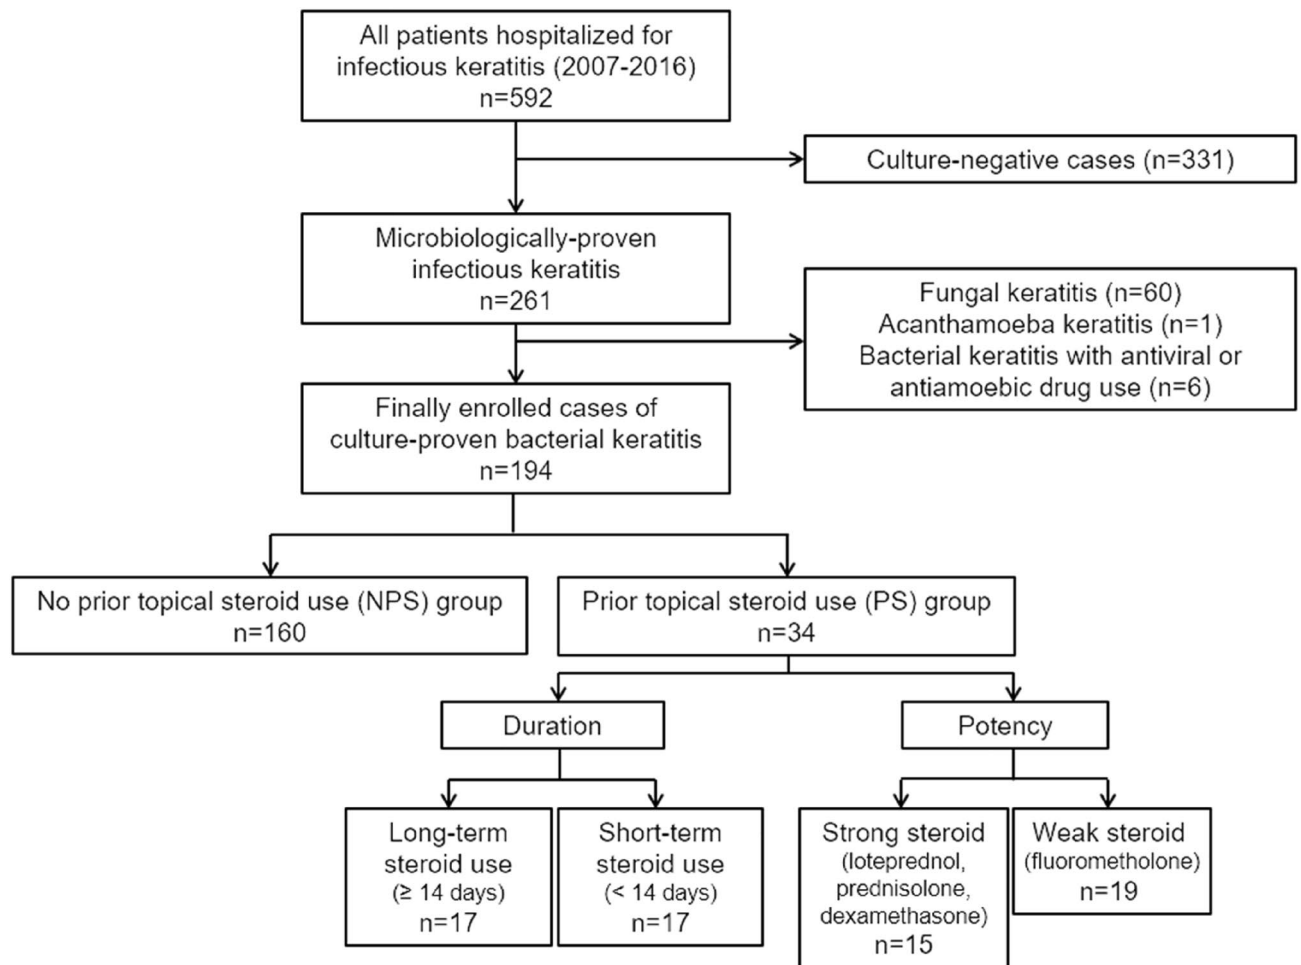 All patients hospitalized for
infectious keratitis (2007-2016)
n=592
Culture-negative cases (n=331)
Microbiologically-proven
infectious keratitis
n=261
Fungal keratitis (n=60)
Acanthamoeba keratitis (n=1)
Bacterial keratitis with antiviral or
antiamoebic drug use (n=6)
Finally enrolled cases of
culture-proven bacterial keratitis
n=194
No prior topical steroid use (NPS) group
n=160
Prior topical steroid use (PS) group
n=34
Duration
Potency
Long-term
steroid use
(≥ 14 days)
n=17
Short-term
steroid use
(< 14 days)
n=17
Strong steroid
(loteprednol,
prednisolone,
dexamethasone)
n=15
Weak steroid
(fluorometholone)
n=19